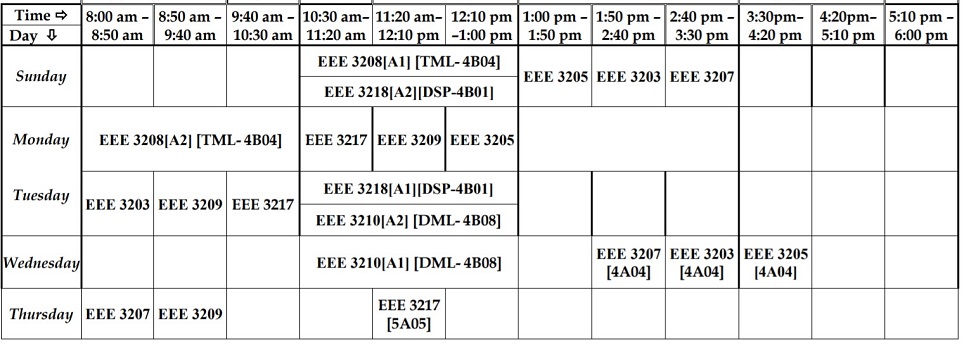 Time ⇨ 8:00 am – 8:50 am – 9:40 am – 10:30 am– 11:20 am– 12:10 pm 1:00 pm – 1:50 pm – 2:40 pm – 3:30pm– 4:20pm– 5:10 pm –
Day ⇩ 8:50 am 9:40 am 10:30 am 11:20 am 12:10 pm –1:00 pm 1:50 pm 2:40 pm 3:30 pm 4:20 pm 5:10 pm 6:00 pm
EEE 3208[A1] [TML- 4B04]
Sunday EEE 3205 EEE 3203 EEE 3207
EEE 3218[A2][DSP-4B01]
Monday EEE 3208[A2] [TML- 4B04] EEE 3217 EEE 3209 EEE 3205
EEE 3218[A1][DSP-4B01]
Tuesday EEE 3203 EEE 3209 EEE 3217
EEE 3210[A2] [DML- 4B08]
Wednesday EEE 3210[A1] [DML- 4B08] EEE 3207 EEE 3203 EEE 3205
[4A04] [4A04] [4A04]
Thursday EEE 3207 EEE 3209 EEE 3217
[5A05]